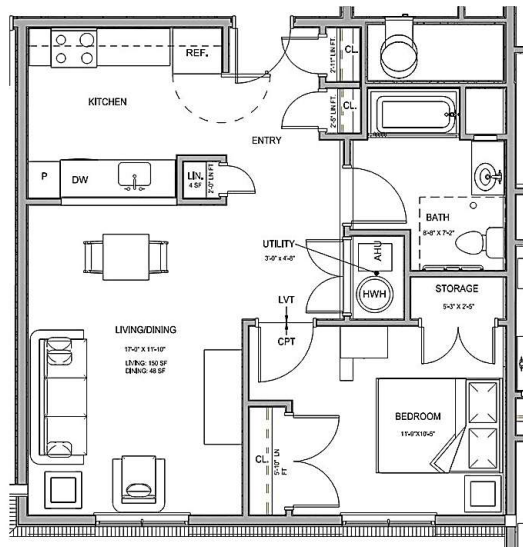 REF.
CL.
2'-11" LIN FT.
KITCHEN
CL.
2'-6" LIN FT.
ENTRY
P
DW
LIN.
4 SF
2'-0" LIN FT
BATH
8'-8" X 7'-2"
UTILITY
3'-8" x 4'-8"
AHU
HWH
STORAGE
5'-3" X 2'-5"
LVT
CPT
LIVING/DINING
17'-0" X 11'-10"
LIVING: 150 SF
DINING: 48 SF
BEDROOM
11'-9"X10'-6"
CL.
5'-10" LN
FT